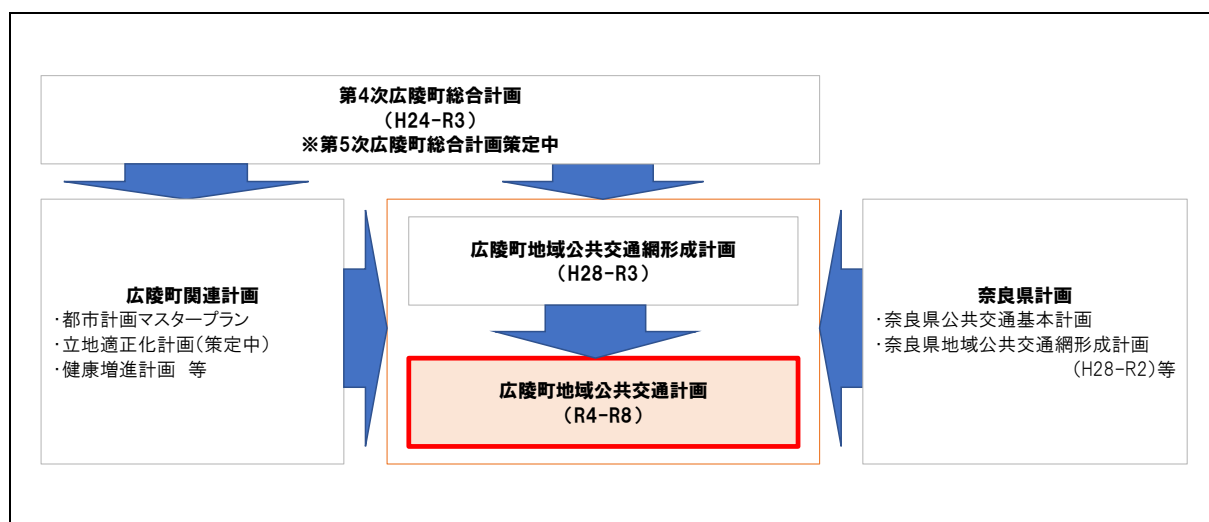 第4次広陵町総合計画
（H24-R3）
※第5次広陵町総合計画策定中
広陵町関連計画
・都市計画マスタープラン
・立地適正化計画（策定中）
・健康増進計画　等
広陵町地域公共交通網形成計画
（H28-R3）
広陵町地域公共交通計画
（R4-R8）
奈良県計画
・奈良県公共交通基本計画
・奈良県地域公共交通網形成計画
（H28-R2）等